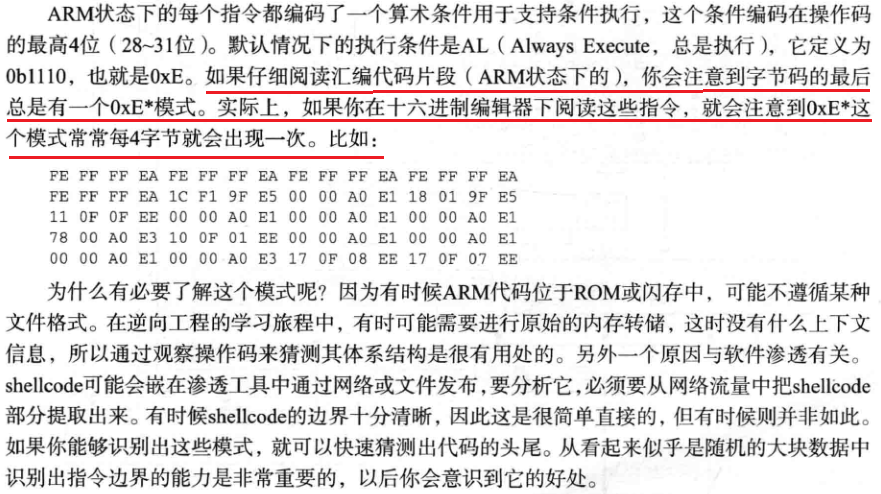 ARM状态下的每个指令都编码了一个算术条件用于支持条件执行，这个条件编码在操作码
的最高4位（28~31位）。默认情况下的执行条件是AL（Always Execute，总是执行），它定义为
0b1110，也就是0xE。如果仔细阅读汇编代码片段（ARM状态下的），你会注意到字节码的最后
总是有一个0xE*模式。实际上，如果你在十六进制编辑器下阅读这些指令，就会注意到0xE*这
个模式常常每4字节就会出现一次。比如：
FE FF FF EA FE FF FF EA FE FF FF EA FE FF FF EA
FE FF FF EA 1C F1 9F E5 00 00 A0 E1 18 01 9F E5
11 0F 0F EE 00 00 A0 E1 00 00 A0 E1 00 00 A0 E1
78 00 A0 E3 10 0F 01 EE 00 00 A0 E1 00 00 A0 E1
00 00 A0 E1 00 00 A0 E3 17 0F 08 EE 17 0F 07 EE
为什么有必要了解这个模式呢？因为有时候ARM代码位于ROM或闪存中，可能不遵循某种
文件格式。在逆向工程的学习旅程中，有时可能需要进行原始的内存转储，这时没有什么上下文
信息，所以通过观察操作码来猜测其体系结构是很有用处的。另外一个原因与软件渗透有关。
shellcode可能会嵌在渗透工具中通过网络或文件发布，要分析它，必须要从网络流量中把shellcode
部分提取出来。有时候shellcode的边界十分清晰，因此这是很简单直接的，但有时候则并非如此。
如果你能够识别出这些模式，就可以快速猜测出代码的头尾。从看起来似乎是随机的大块数据中
识别出指令边界的能力是非常重要的，以后你会意识到它的好处。